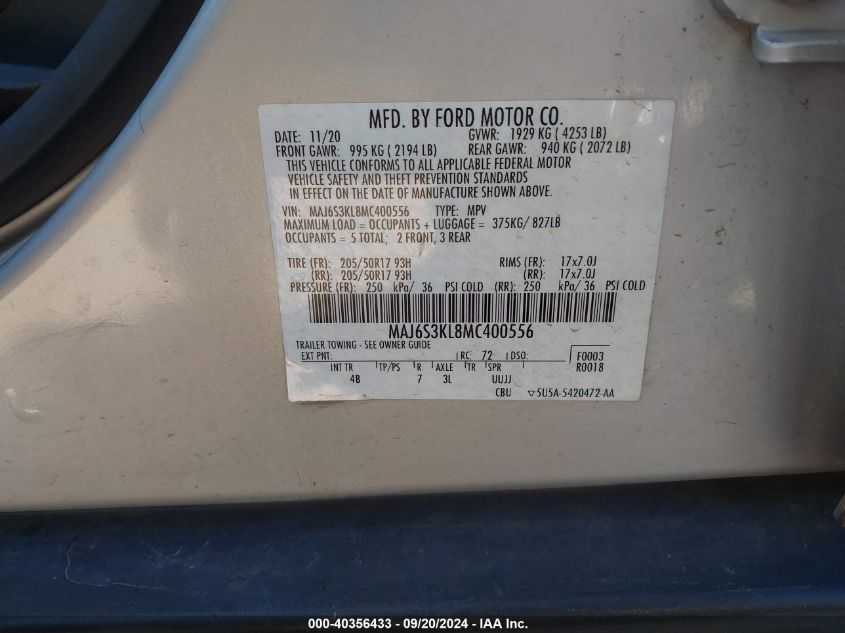 MFD. BY FORD MOTOR CO.
DATE: 11/20 GVWR: 1929 KG ( 4253 LB)
FRONT GAWR: 995 KG ( 2194 LB) REAR GAWR: 940 KG ( 2072 LB)
THIS VEHICLE CONFORMS TO ALL APPLICABLE FEDERAL MOTOR
VEHICLE SAFETY AND THEFT PREVENTION STANDARDS
IN EFFECT ON THE DATE OF MANUFACTURE SHOWN ABOVE.
VIN: MAJ6S3KL8MC400556 TYPE: MPV
MAXIMUM LOAD = OCCUPANTS + LUGGAGE = 375KG/ 827LB
OCCUPANTS = 5 TOTAL; 2 FRONT, 3 REAR
TIRE (FR): 205/50R17 93H RIMS (FR): 17x7.0J
(RR): 205/50R17 93H (RR): 17x7.0J
PRESSURE (FR): 250 kPa/ 36 PSI COLD (RR): 250 kPa/ 36 PSI COLD
MAJ6S3KL8MC400556
TRAILER TOWING - SEE OWNER GUIDE
EXT PNT: RC: 72 DSO: F0003
R0018
INT TR TP/PS R AXLE TR SPR
4B 7 3L UUJJ
CBU ▽5U5A-5420472-AA
000-40356433 - 09/20/2024 - IAA Inc.